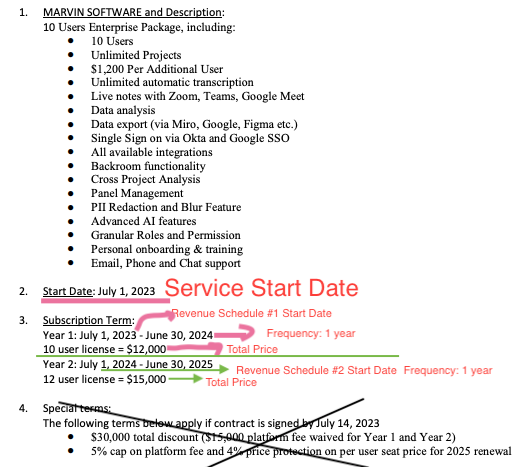 1. MARVIN SOFTWARE and Description:
10 Users Enterprise Package, including:
• 10 Users
• Unlimited Projects
• $1,200 Per Additional User
• Unlimited automatic transcription
• Live notes with Zoom, Teams, Google Meet
• Data analysis
• Data export (via Miro, Google, Figma etc.)
• Single Sign on via Okta and Google SSO
• All available integrations
• Backroom functionality
• Cross Project Analysis
• Panel Management
• PII Redaction and Blur Feature
• Advanced AI features
• Granular Roles and Permission
• Personal onboarding & training
• Email, Phone and Chat support
2. Start Date: July 1, 2023 Service Start Date
Revenue Schedule #1 Start Date
3. Subscription Term:
Year 1: July 1, 2023 - June 30, 2024 Frequency: 1 year
10 user license = $12,000 Total Price
Year 2: July 1, 2024 - June 30, 2025 Revenue Schedule #2 Start Date Frequency: 1 year
12 user license = $15,000 Total Price
4. Special terms:
The following terms below apply if contract is signed by July 14, 2023
• $30,000 total discount ($15,000 platform fee waived for Year 1 and Year 2)
• 5% cap on platform fee and 4% price protection on per user seat price for 2025 renewal